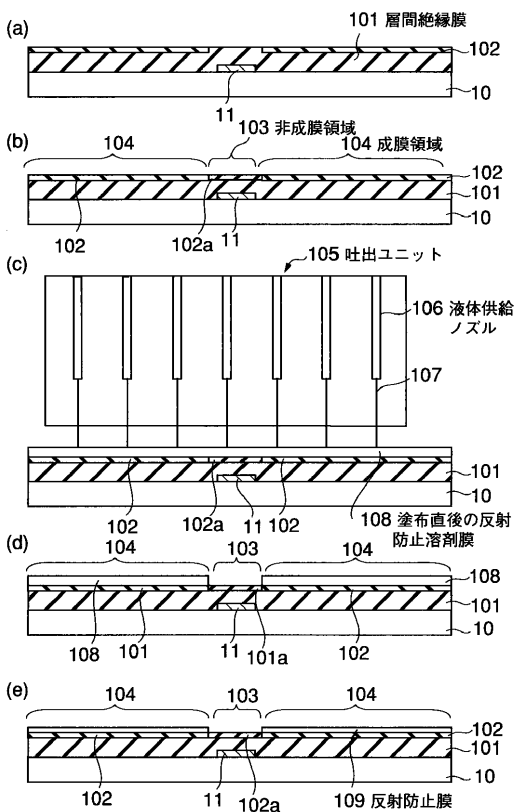 (a)
101 層間絶縁膜
102
11
10
(b)
103 非成膜領域
104
104 成膜領域
102
101
102
102a
11
10
(c)
105 吐出ユニット
106 液体供給
ノズル
107
101
10
102
102a
11
102
108 塗布直後の反射
防止溶剤膜
(d)
104
103
104
108
101
10
108
101
11
101a
102
(e)
104
103
104
102
101
10
102
11
102a
109 反射防止膜